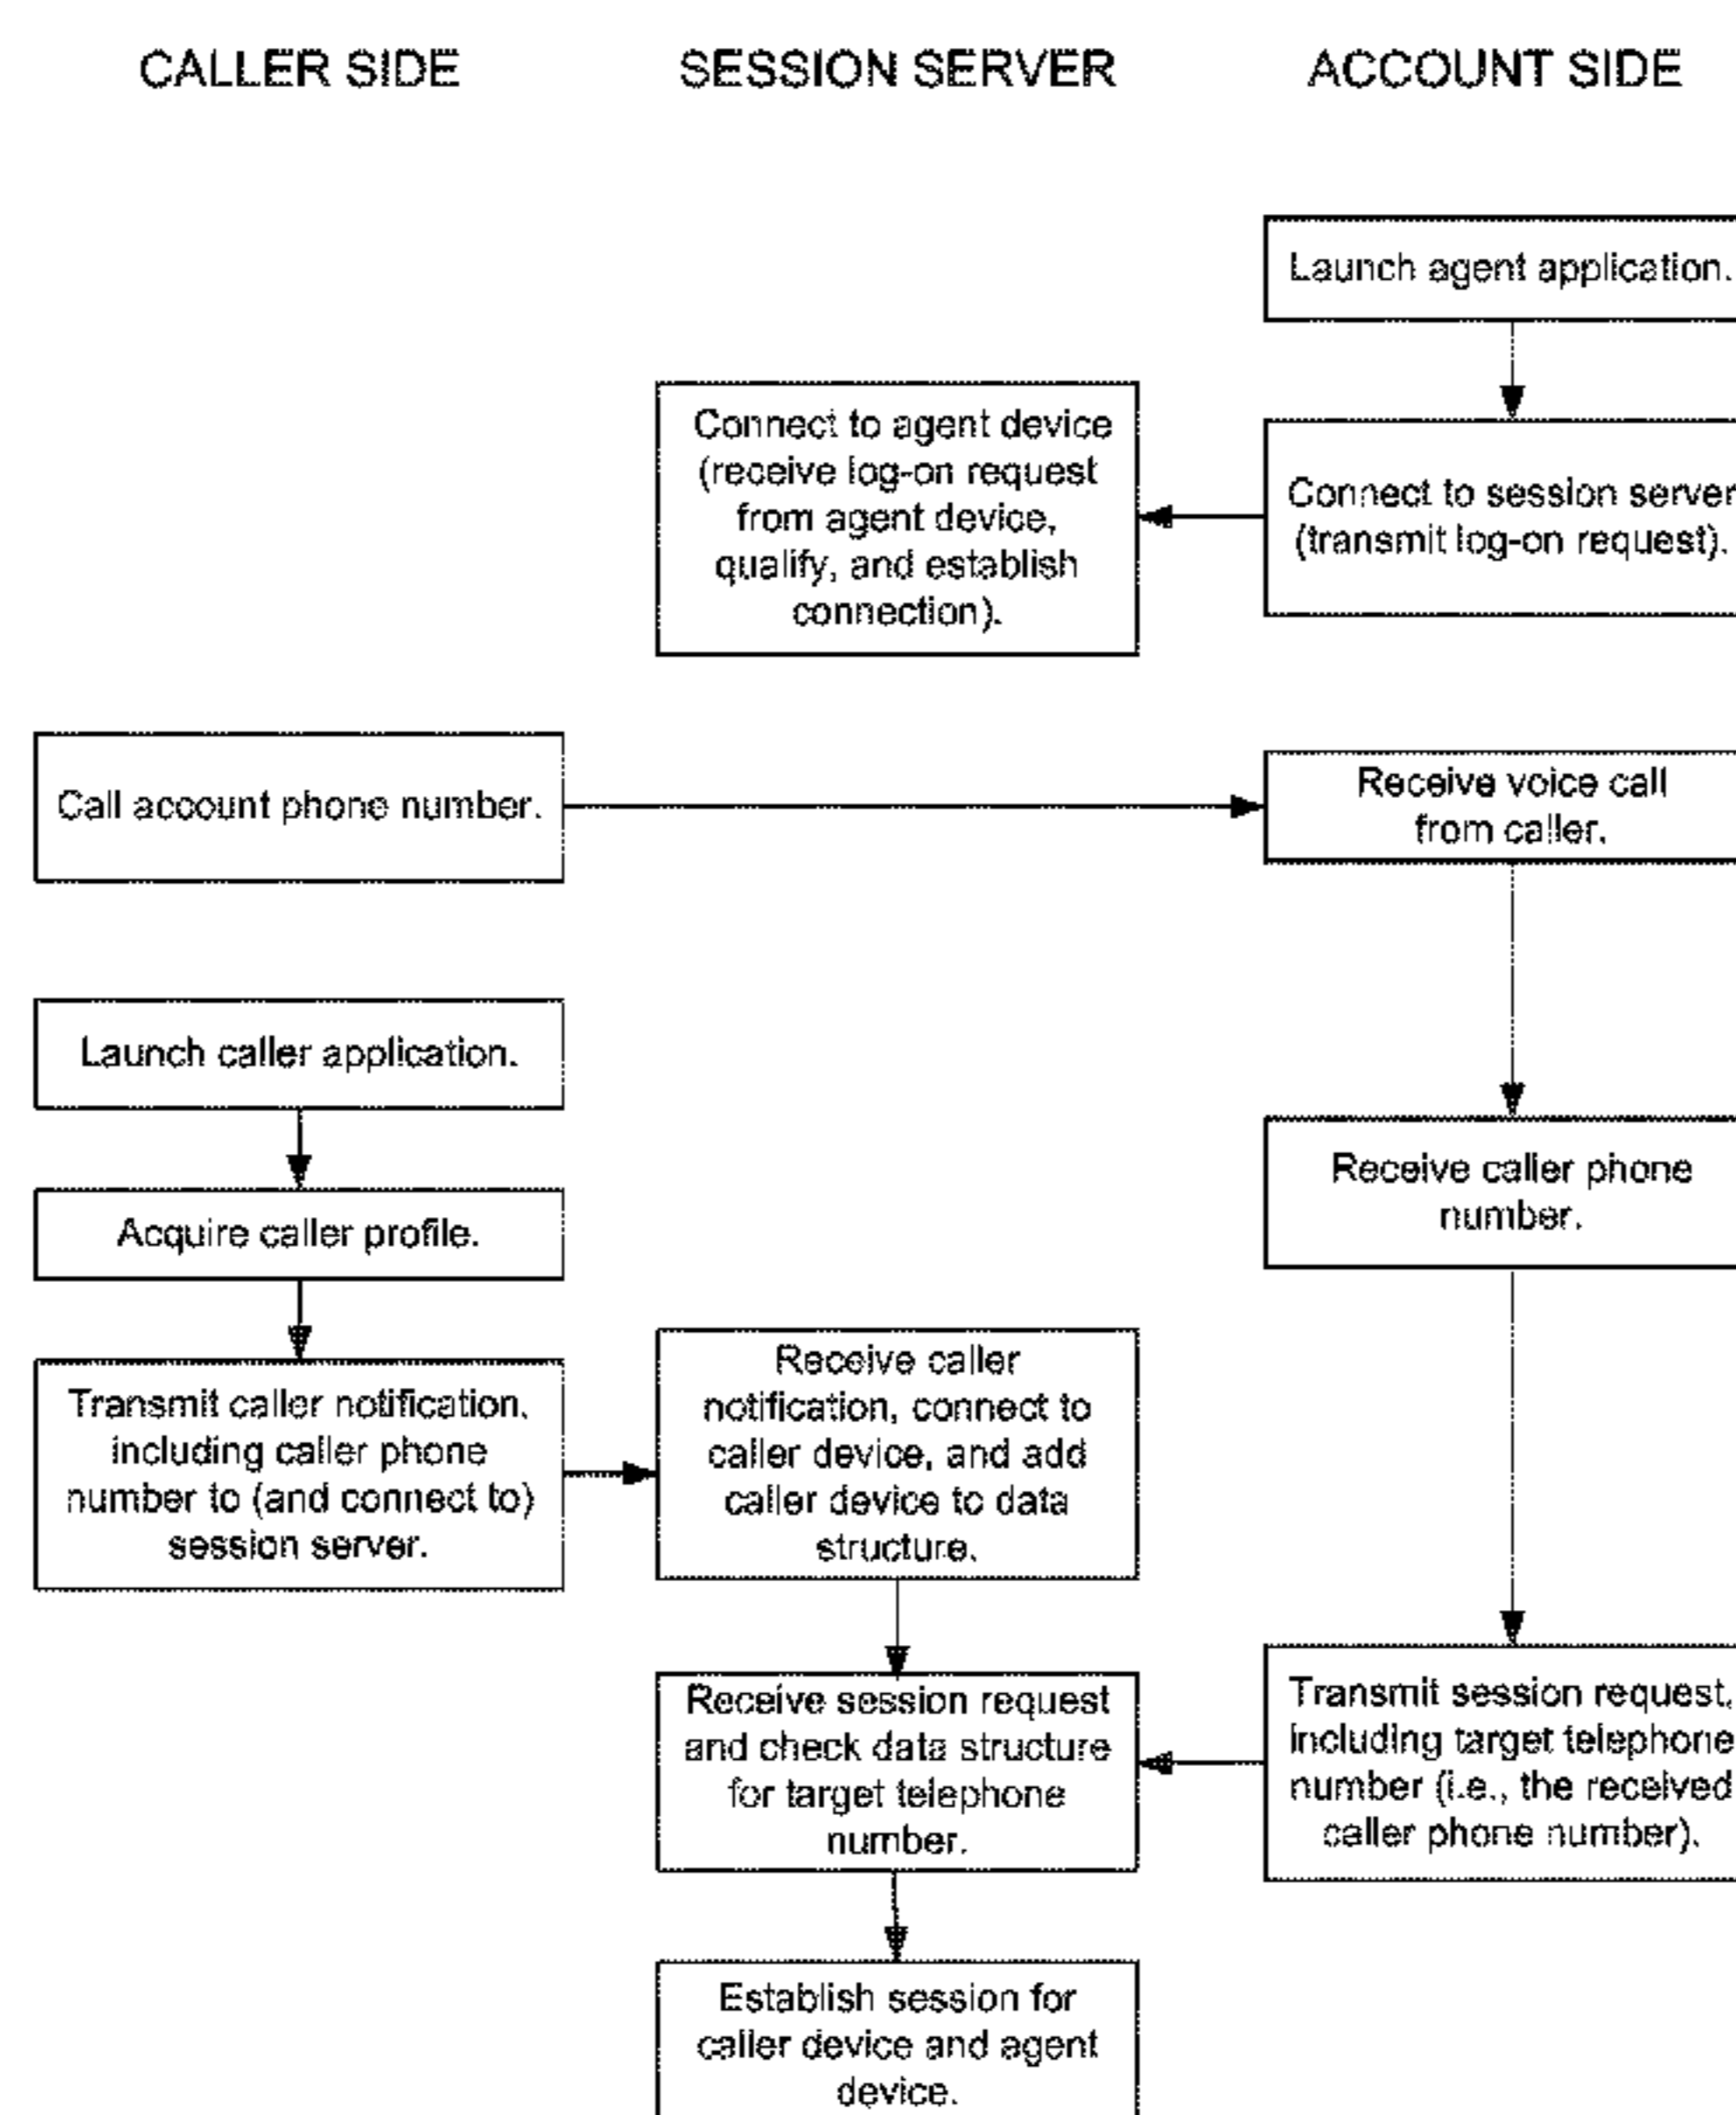 CALLER SIDE
SESSION SERVER
ACCOUNT SIDE
Launch agent application.
Connect to agent device
(receive log-on request
from agent device,
qualify, and establish
connection).
Connect to session server
(transmit log-on request).
Call account phone number.
Receive voice call
from caller.
Launch caller application.
Acquire caller profile.
Receive caller phone
number.
Transmit caller notification,
including caller phone
number to (and connect to)
session server.
Receive caller
notification, connect to
caller device, and add
caller device to data
structure.
Receive session request
and check data structure
for target telephone
number.
Transmit session request,
including target telephone
number (i.e., the received
caller phone number).
Establish session for
caller device and agent
device.